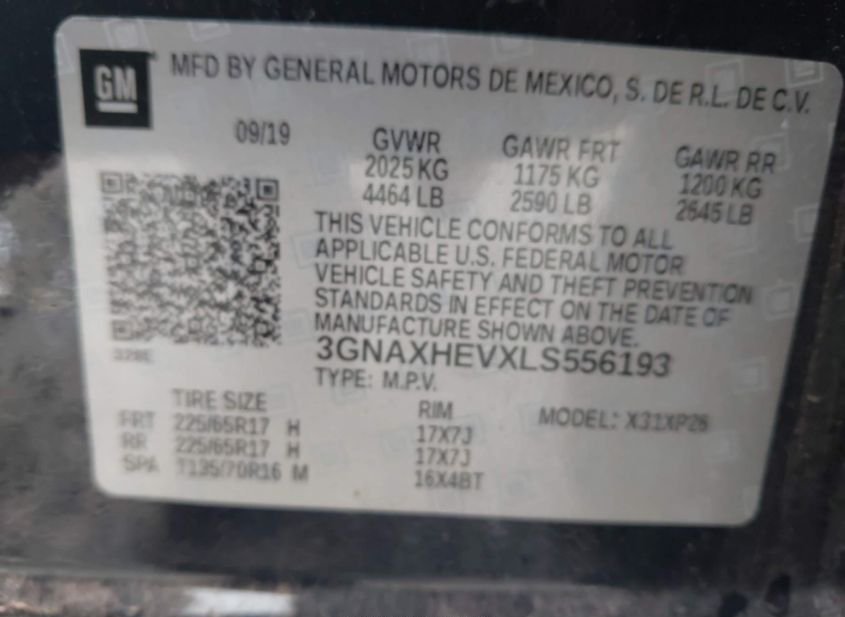 GM MFD BY GENERAL MOTORS DE MEXICO, S. DE R.L. DE C.V.
09/19 GVWR GAWR FRT GAWR RR
2025 KG 1175 KG 1200 KG
4464 LB 2590 LB 2645 LB
THIS VEHICLE CONFORMS TO ALL
APPLICABLE U.S. FEDERAL MOTOR
VEHICLE SAFETY AND THEFT PREVENTION
STANDARDS IN EFFECT ON THE DATE OF
MANUFACTURE SHOWN ABOVE.
3GNAXHEVXLS556193
TYPE: M.P.V.
TIRE SIZE RIM MODEL: X31XP26
FRT 225/65R17 H 17X7J
RR 225/65R17 H 17X7J
SPA T135/70R16 M 16X4BT